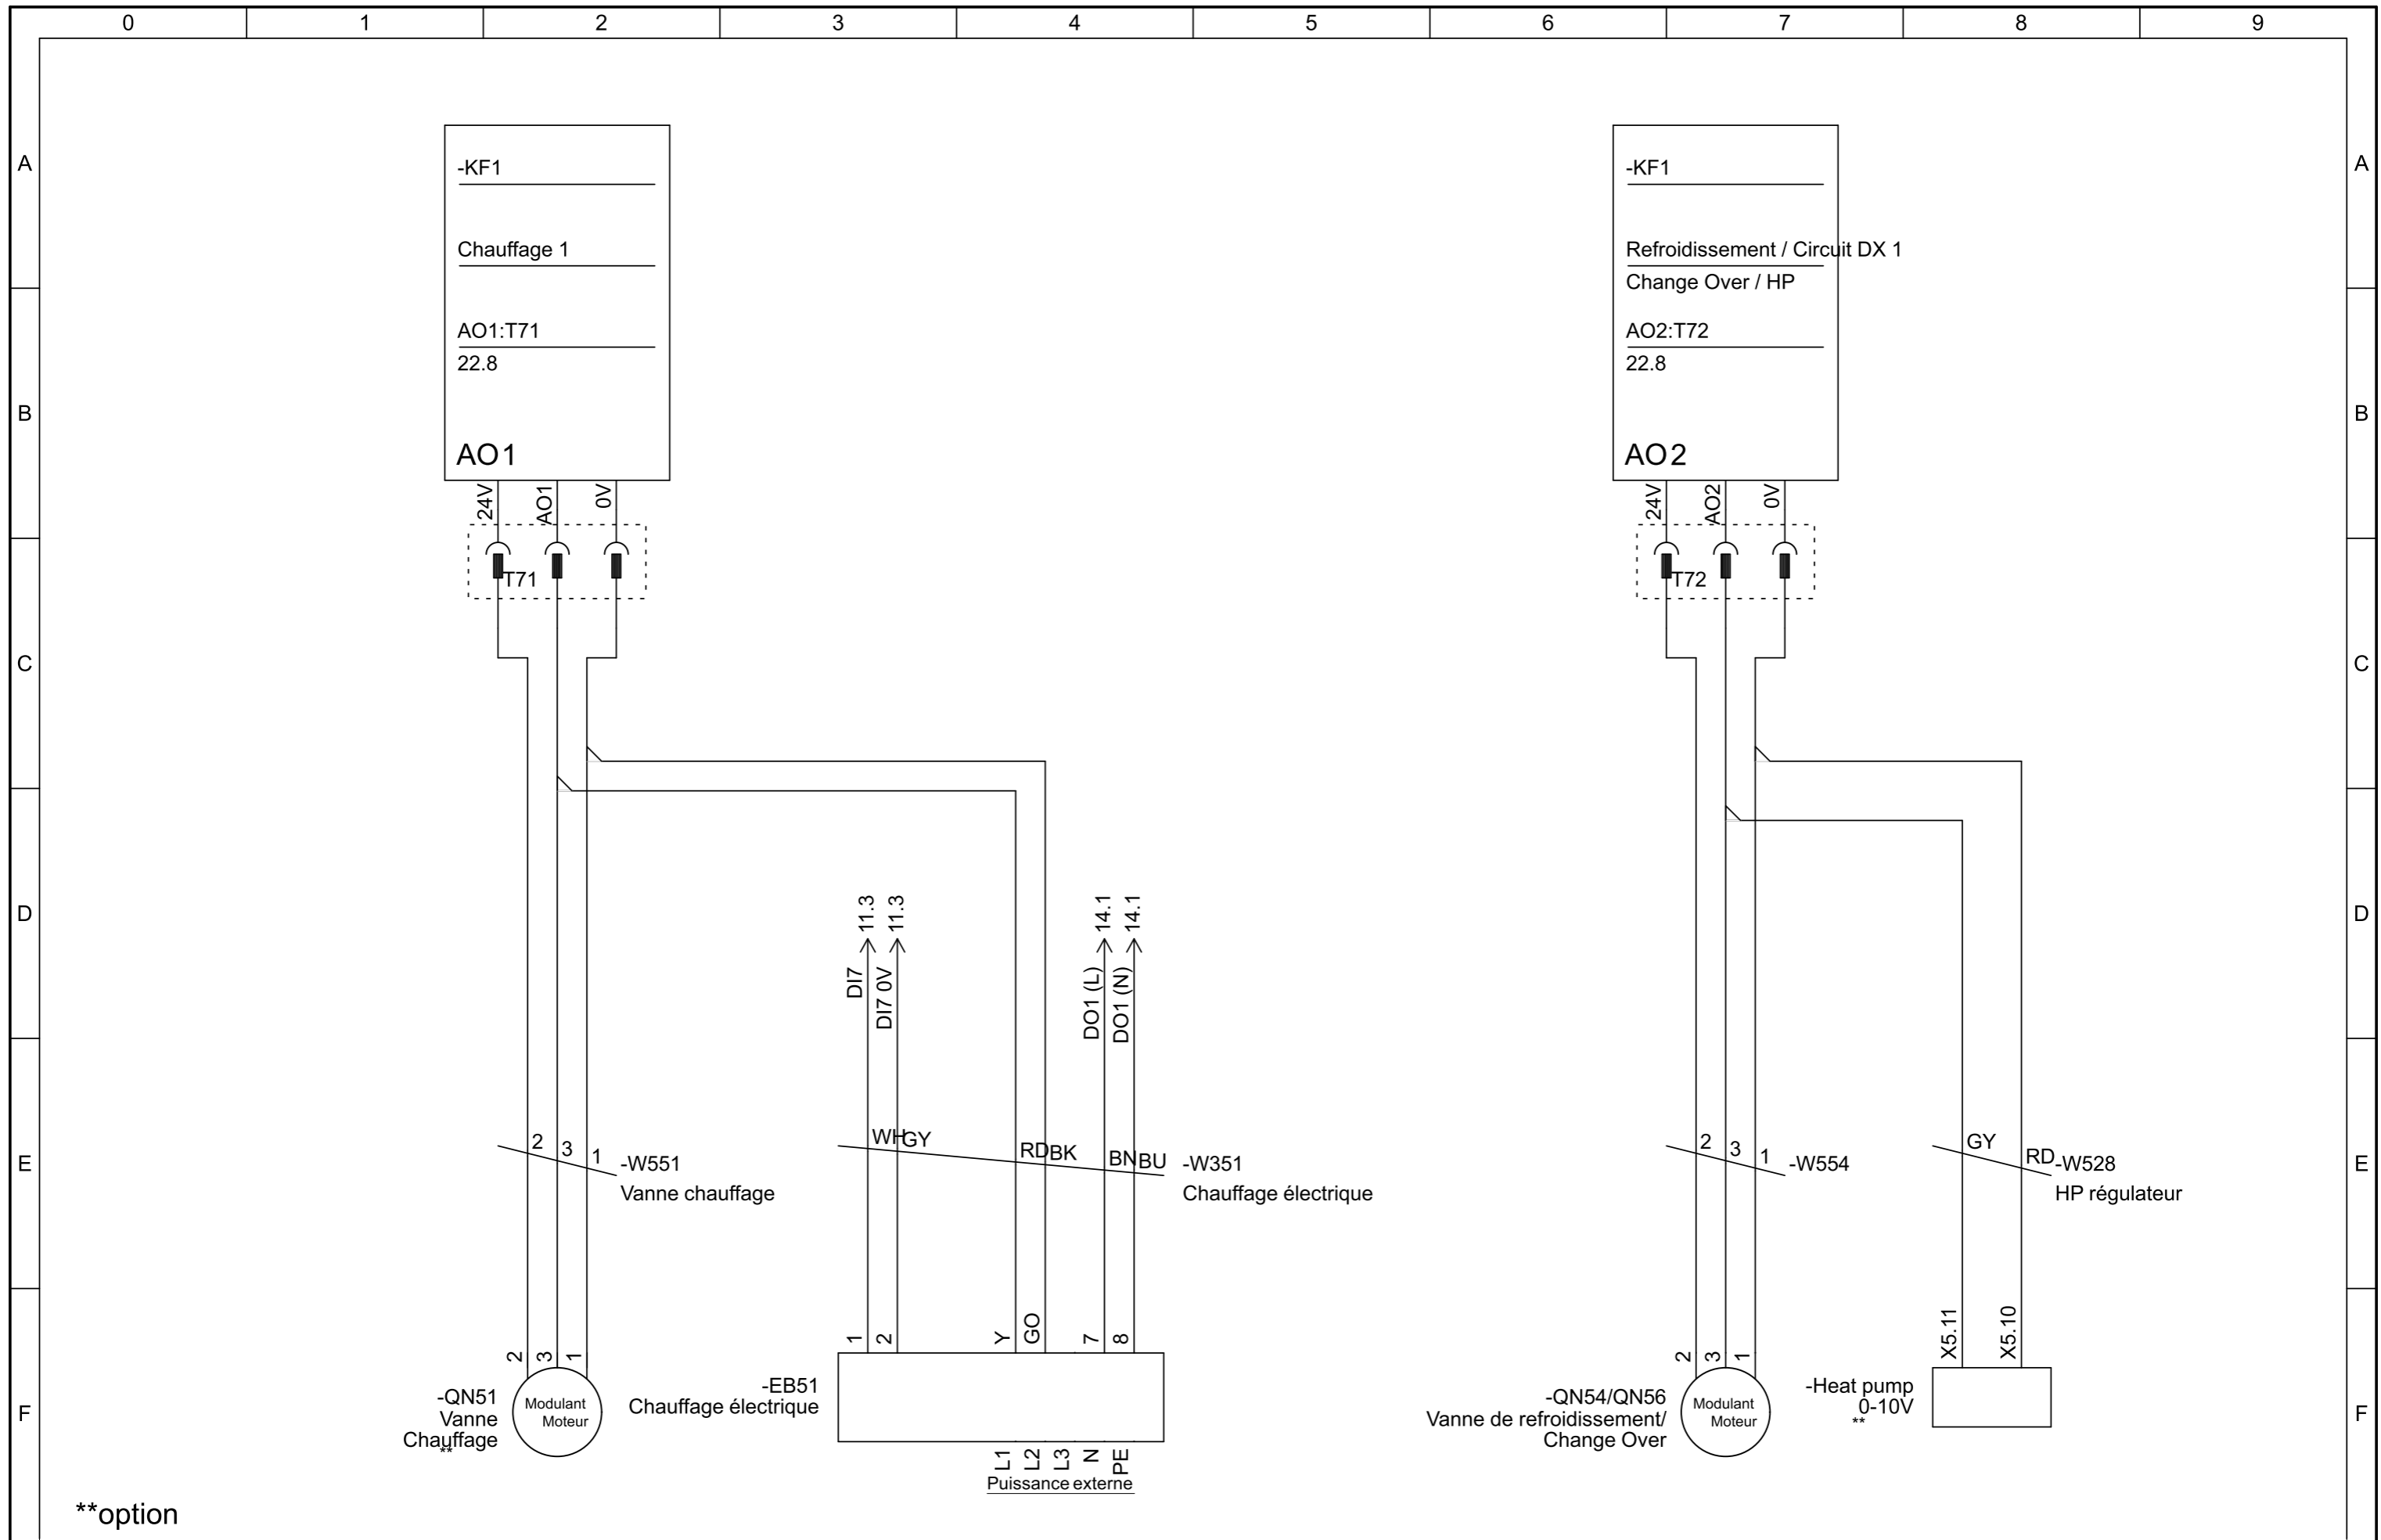 0 1 2 3 4 5 6 7 8 9
A A
-KF1
Chauffage 1
AO1:T71
22.8
AO1
24V AO1 0V
T71
-KF1
Refroidissement / Circuit DX 1
Change Over / HP
AO2:T72
22.8
AO2
24V AO2 0V
T72
B B
C C
D D
11.3 11.3 14.1 14.1
DI7 DI7 0V DO1 (L) DO1 (N)
E E
2 3 1 -W551
Vanne chauffage
WH GY RD BK BN BU -W351
Chauffage électrique
2 3 1 -W554
GY RD -W528
HP régulateur
F F
2 3 1
-QN51
Vanne
Chauffage
**
Modulant
Moteur
1 2 Y GO 7 8
-EB51
Chauffage électrique
L1 L2 L3 N PE
Puissance externe
2 3 1
-QN54/QN56
Vanne de refroidissement/
Change Over
Modulant
Moteur
X5.11 X5.10
-Heat pump
0-10V
**
**option